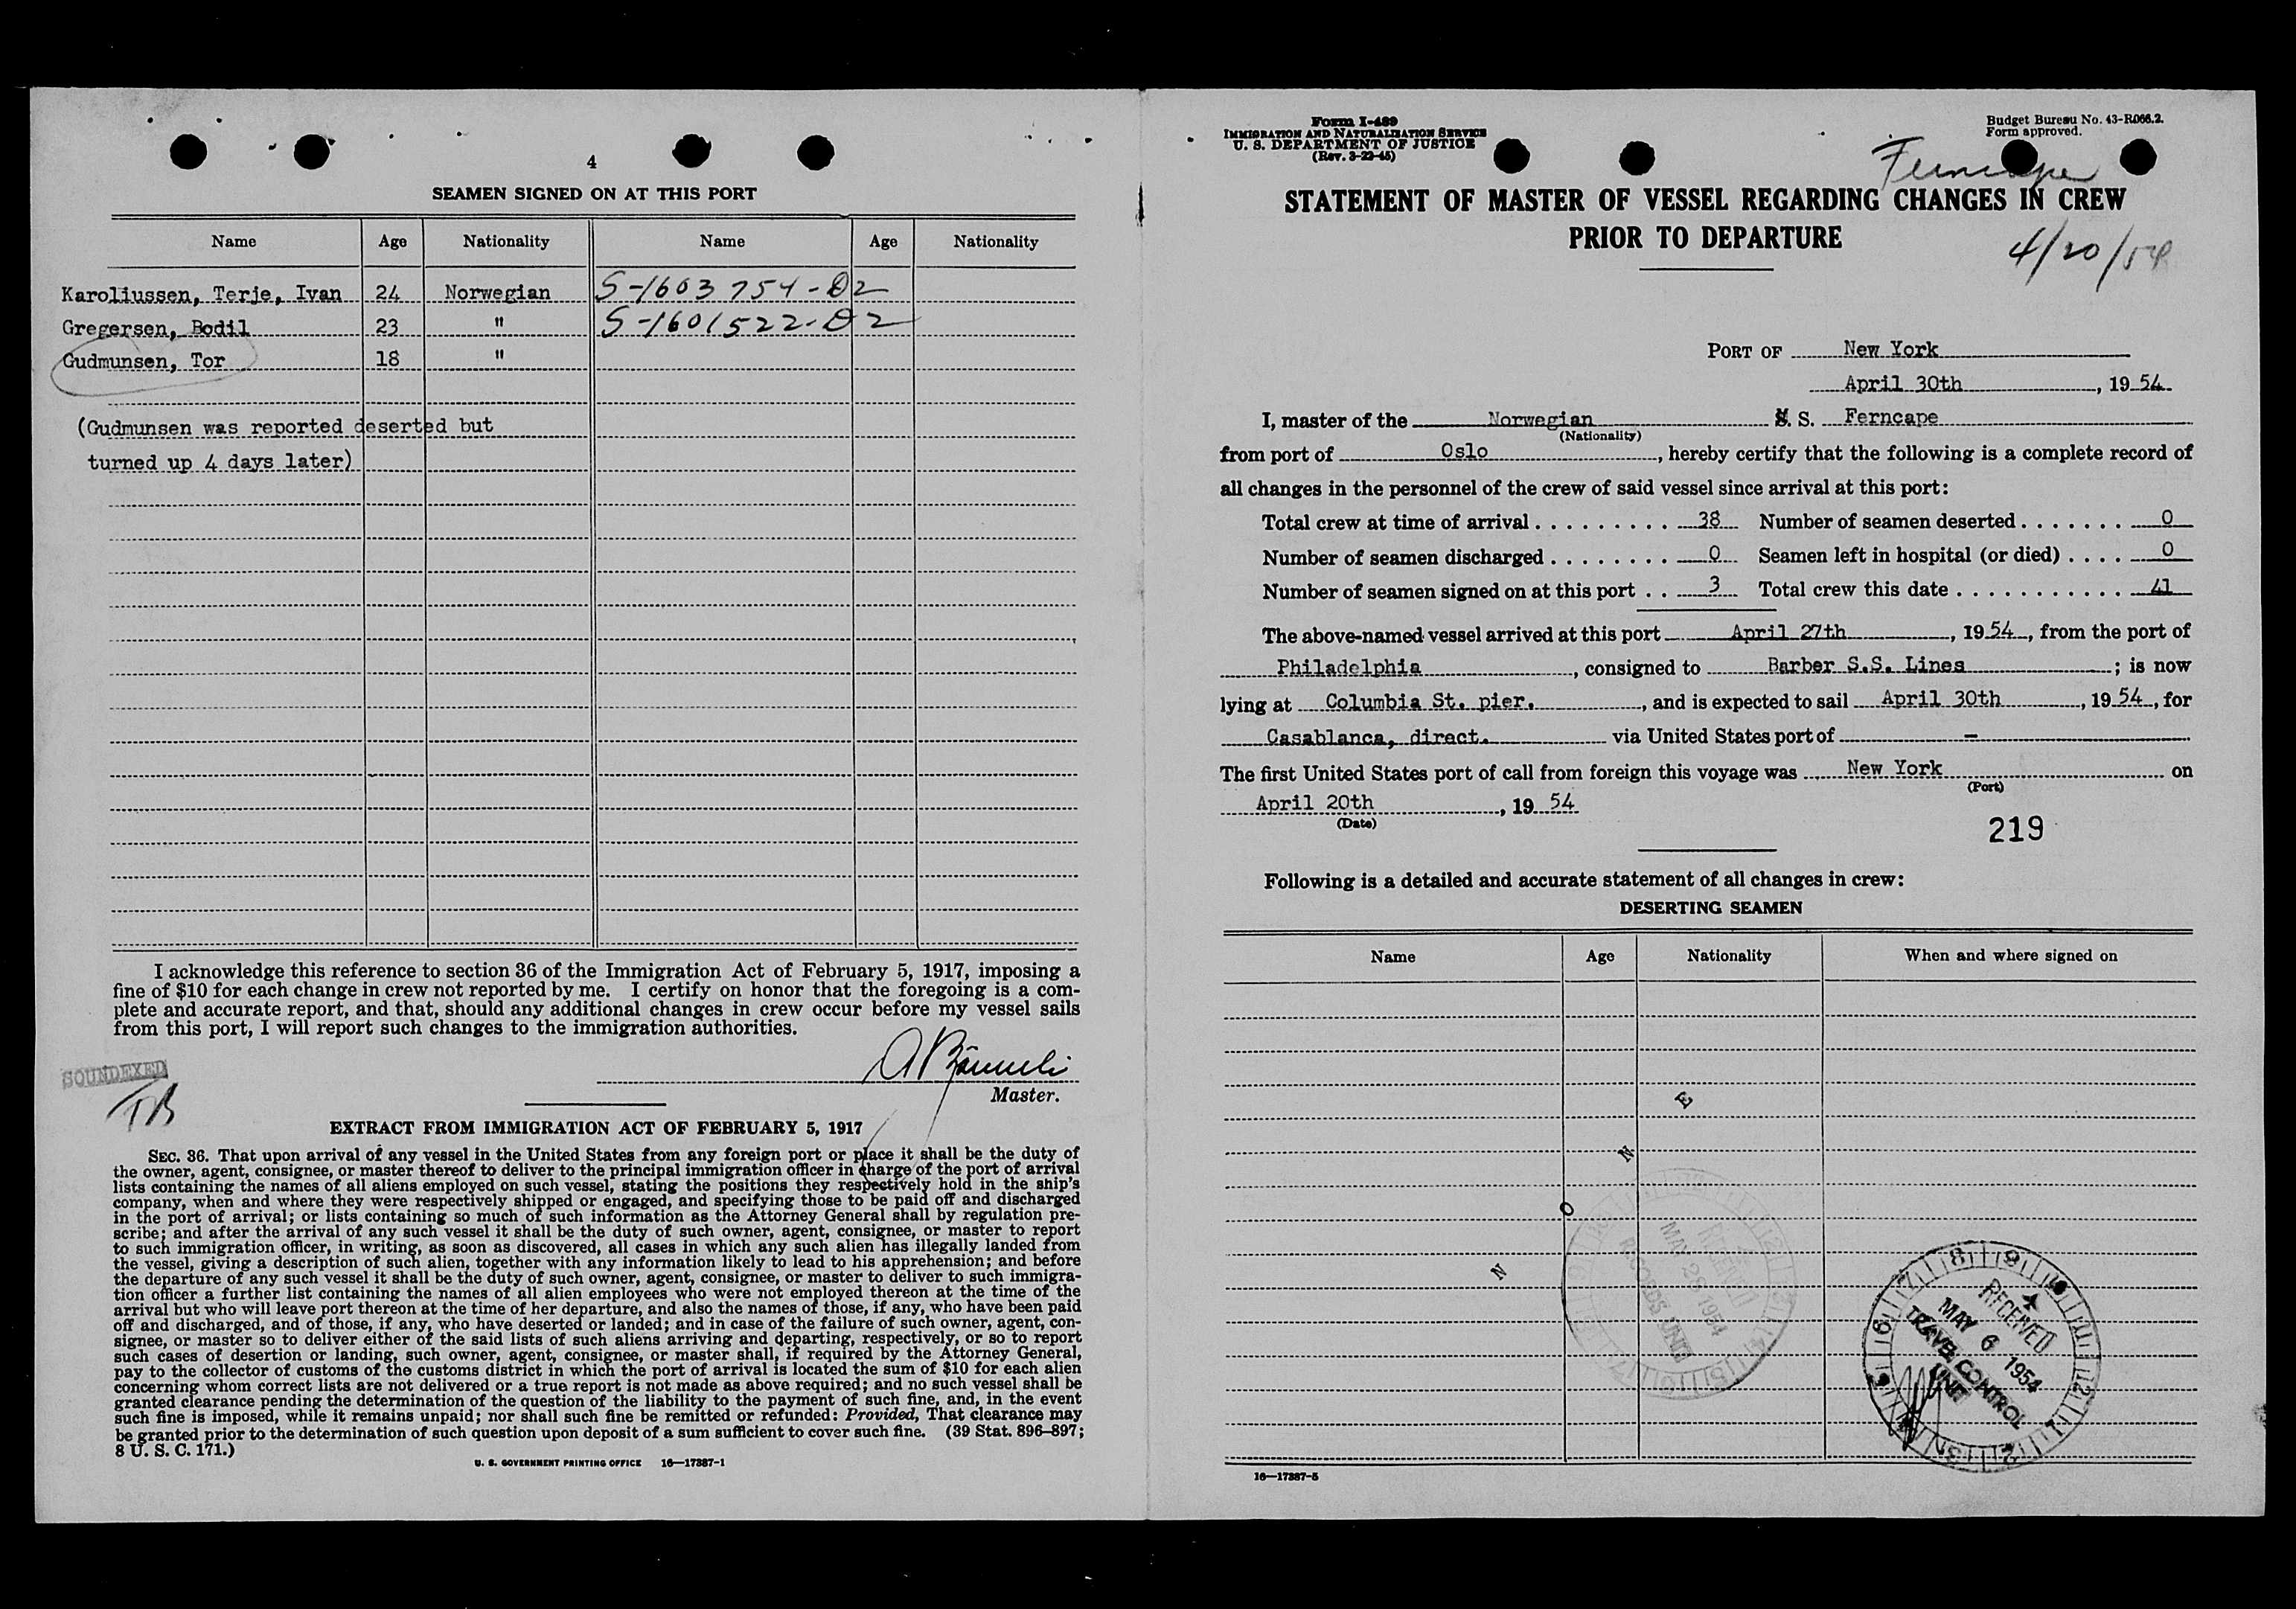 4
SEAMEN SIGNED ON AT THIS PORT
Name Age Nationality Name Age Nationality
Karoliussen, Terje, Ivan 24 Norwegian S-1603754-D2
Gregersen, Bodil 23 " S-1601522-D2
Gudmunsen, Tor 18 "
(Gudmunsen was reported deserted but
turned up 4 days later)
I acknowledge this reference to section 36 of the Immigration Act of February 5, 1917, imposing a
fine of $10 for each change in crew not reported by me. I certify on honor that the foregoing is a com-
plete and accurate report, and that, should any additional changes in crew occur before my vessel sails
from this port, I will report such changes to the immigration authorities.
SOUNDEXED
TB
Master.
EXTRACT FROM IMMIGRATION ACT OF FEBRUARY 5, 1917
SEC. 36. That upon arrival of any vessel in the United States from any foreign port or place it shall be the duty of
the owner, agent, consignee, or master thereof to deliver to the principal immigration officer in charge of the port of arrival
lists containing the names of all aliens employed on such vessel, stating the positions they respectively hold in the ship's
company, when and where they were respectively shipped or engaged, and specifying those to be paid off and discharged
in the port of arrival; or lists containing so much of such information as the Attorney General shall by regulation pre-
scribe; and after the arrival of any such vessel it shall be the duty of such owner, agent, consignee, or master to report
to such immigration officer, in writing, as soon as discovered, all cases in which any such alien has illegally landed from
the vessel, giving a description of such alien, together with any information likely to lead to his apprehension; and before
the departure of any such vessel it shall be the duty of such owner, agent, consignee, or master to deliver to such immigra-
tion officer a further list containing the names of all alien employees who were not employed thereon at the time of the
arrival but who will leave port thereon at the time of her departure, and also the names of those, if any, who have been paid
off and discharged, and of those, if any, who have deserted or landed; and in case of the failure of such owner, agent, con-
signee, or master so to deliver either of the said lists of such aliens arriving and departing, respectively, or so to report
such cases of desertion or landing, such owner, agent, consignee, or master shall, if required by the Attorney General,
pay to the collector of customs of the customs district in which the port of arrival is located the sum of $10 for each alien
concerning whom correct lists are not delivered or a true report is not made as above required; and no such vessel shall be
granted clearance pending the determination of the question of the liability to the payment of such fine, and, in the event
such fine is imposed, while it remains unpaid; nor shall such fine be remitted or refunded: Provided, That clearance may
be granted prior to the determination of such question upon deposit of a sum sufficient to cover such fine. (39 Stat. 896–897;
8 U. S. C. 171.)
U. S. GOVERNMENT PRINTING OFFICE 16—17887-1
Form I-489
IMMIGRATION AND NATURALIZATION SERVICE
U. S. DEPARTMENT OF JUSTICE
(Rev. 3-22-45)
Budget Bureau No. 43-R066.2.
Form approved.
Ferncape
STATEMENT OF MASTER OF VESSEL REGARDING CHANGES IN CREW
PRIOR TO DEPARTURE
4/20/54
PORT OF New York
April 30th, 19 54
I, master of the Norwegian S. S. Ferncape
(Nationality)
from port of Oslo, hereby certify that the following is a complete record of
all changes in the personnel of the crew of said vessel since arrival at this port:
Total crew at time of arrival . . . . . . . . . 38 Number of seamen deserted . . . . . . . 0
Number of seamen discharged . . . . . . . . 0 Seamen left in hospital (or died) . . . . 0
Number of seamen signed on at this port . . 3 Total crew this date . . . . . . . . . . . . 41
The above-named vessel arrived at this port April 27th, 19 54, from the port of
Philadelphia, consigned to Barber S.S. Lines; is now
lying at Columbia St. pier., and is expected to sail April 30th, 19 54, for
Casablanca, direct. via United States port of —
The first United States port of call from foreign this voyage was New York on
(Port)
April 20th, 19 54
(Date)
219
Following is a detailed and accurate statement of all changes in crew:
DESERTING SEAMEN
Name Age Nationality When and where signed on
N O N E
MAY 28 1954
RECORDS UNIT
RECEIVED
MAY 6 1954
TRAVEL CONTROL
UNIT
16—17887-5